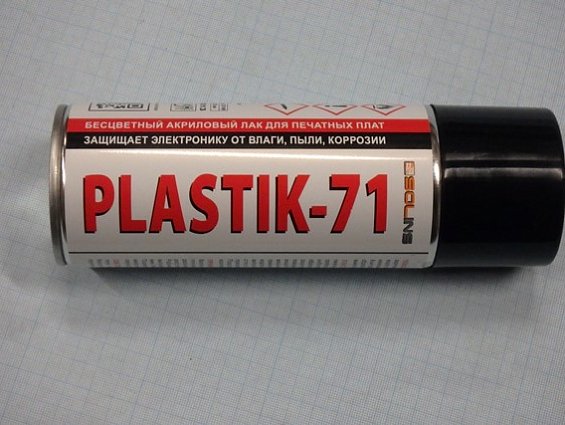 БЕСЦВЕТНЫЙ АКРИЛОВЫЙ ЛАК ДЛЯ ПЕЧАТНЫХ ПЛАТ
ЗАЩИЩАЕТ ЭЛЕКТРОНИКУ ОТ ВЛАГИ, ПЫЛИ, КОРРОЗИИ
PLASTIK-71
SOLINS